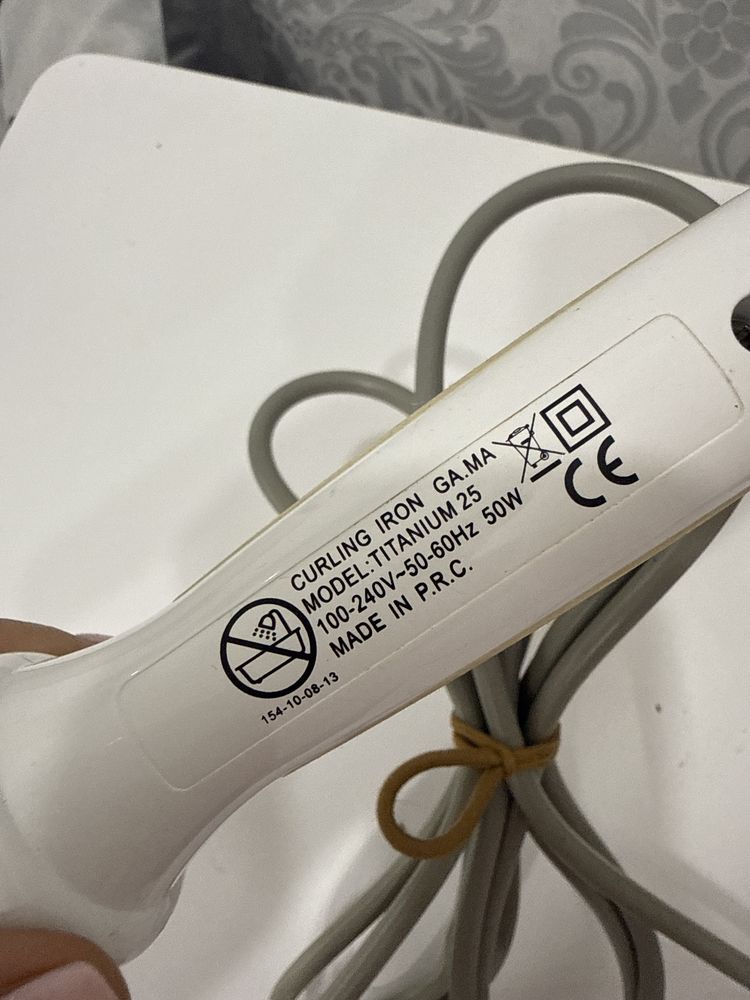 CURLING IRON GA.MA
MODEL:TITANIUM 25
100-240V~50-60Hz 50W
MADE IN P.R.C.
CE
154-10-08-13